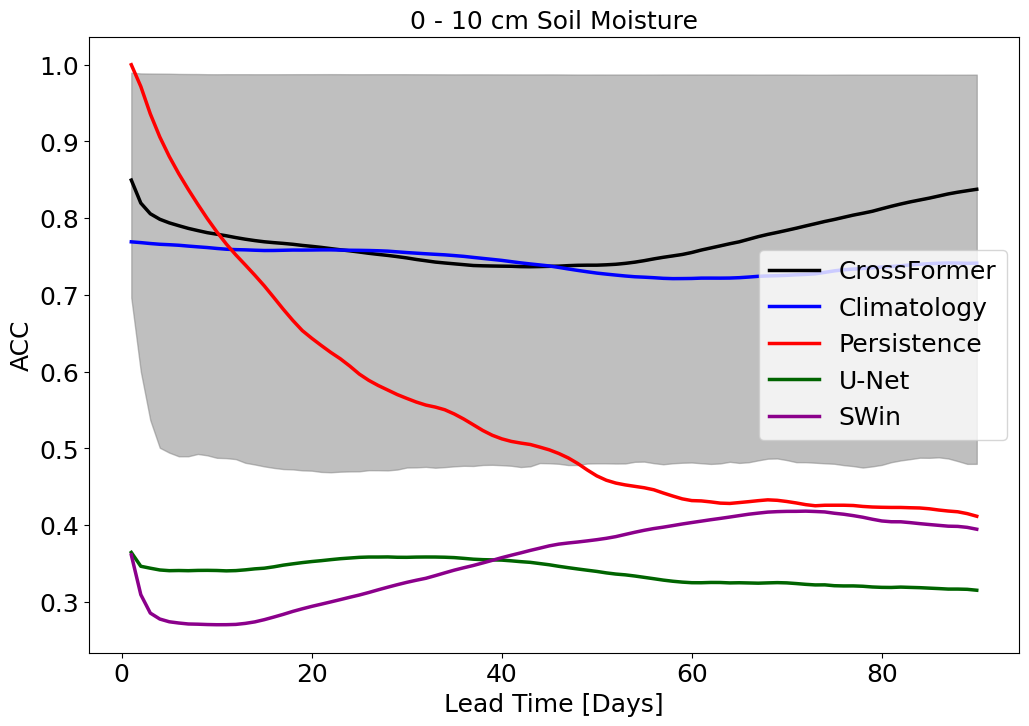 0 - 10 cm Soil Moisture
ACC
1.0
0.9
0.8
0.7
0.6
0.5
0.4
0.3
CrossFormer
Climatology
Persistence
U-Net
SWin
0 20 40 60 80
Lead Time [Days]